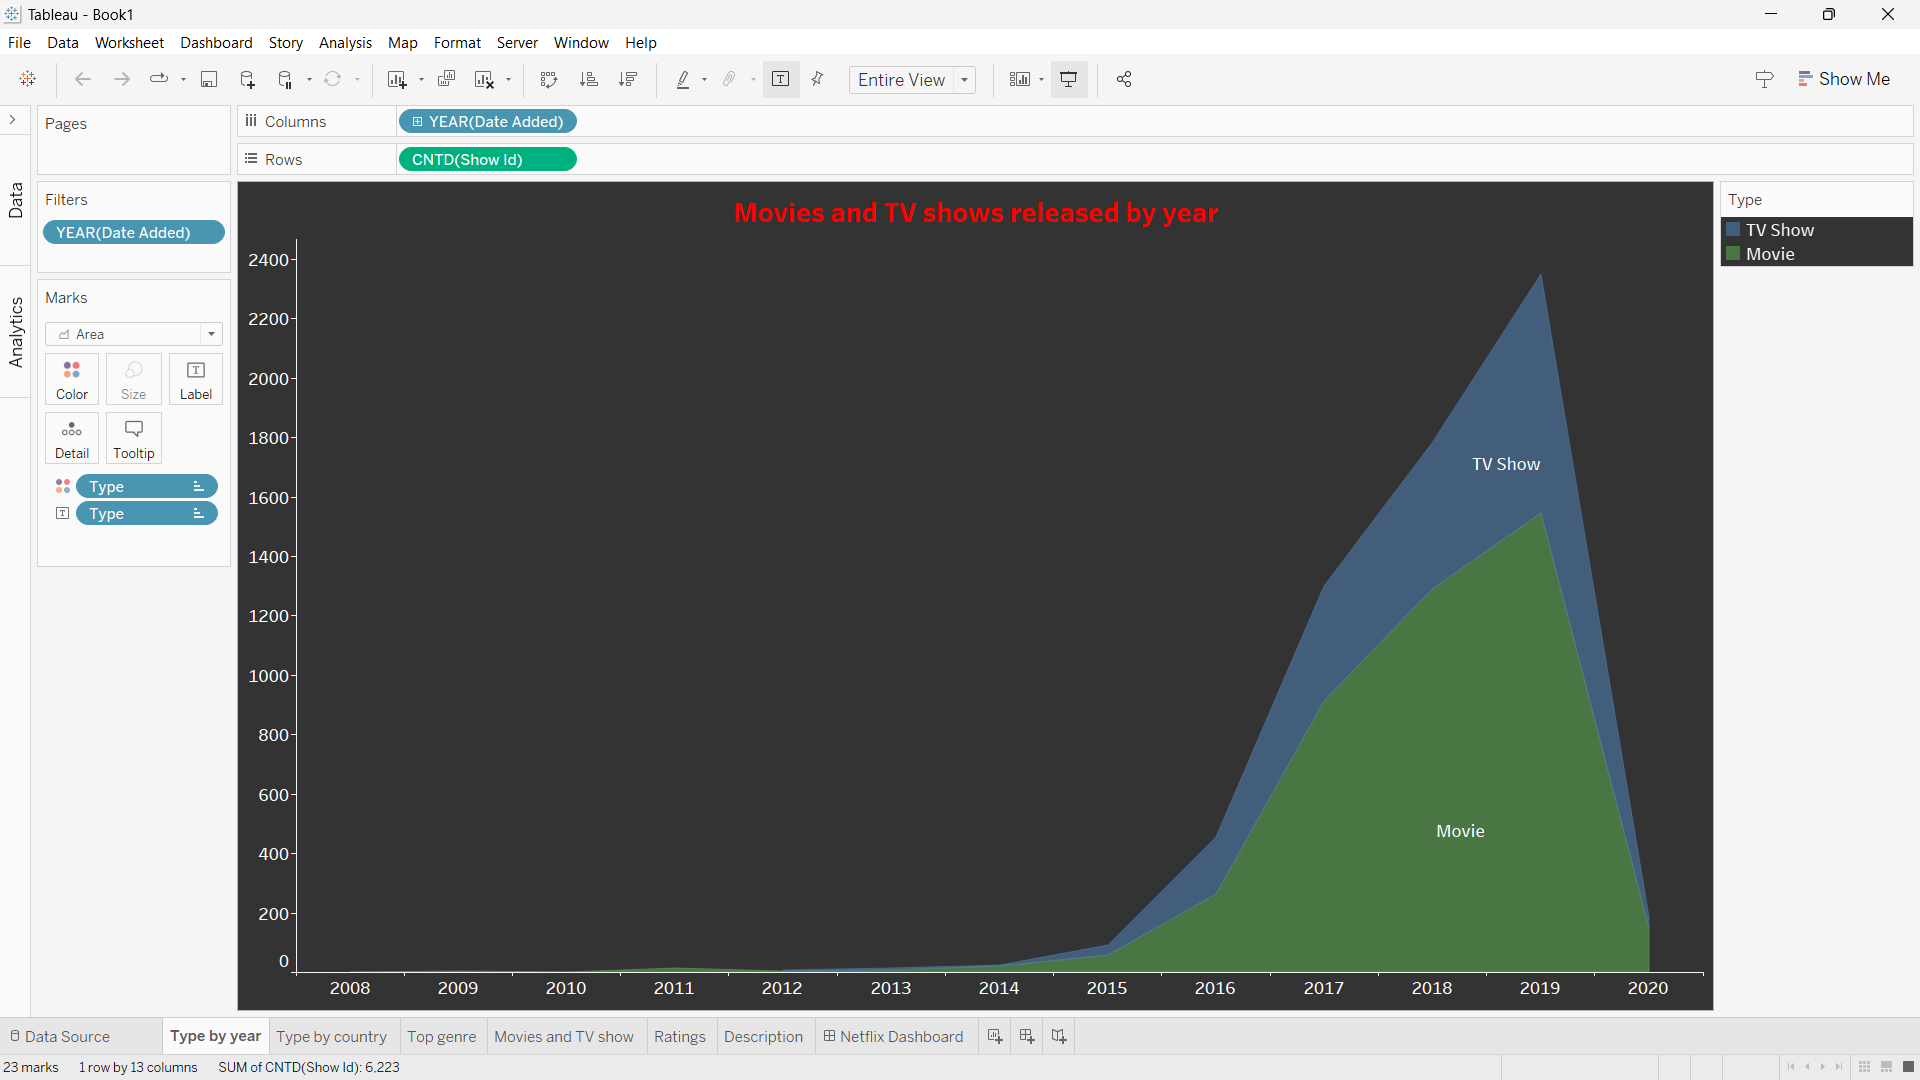 Tableau - Book1
File Data Worksheet Dashboard Story Analysis Map Format Server Window Help
Entire View
Show Me
Pages
Columns
YEAR(Date Added)
Rows
CNTD(Show Id)
Data
Analytics
Filters
YEAR(Date Added)
Marks
Area
Color
Size
Label
Detail
Tooltip
Type
Type
Movies and TV shows released by year
2400
2200
2000
1800
1600
1400
1200
1000
800
600
400
200
0
TV Show
Movie
2008 2009 2010 2011 2012 2013 2014 2015 2016 2017 2018 2019 2020
Type
TV Show
Movie
Data Source Type by year Type by country Top genre Movies and TV show Ratings Description Netflix Dashboard
23 marks 1 row by 13 columns SUM of CNTD(Show Id): 6,223